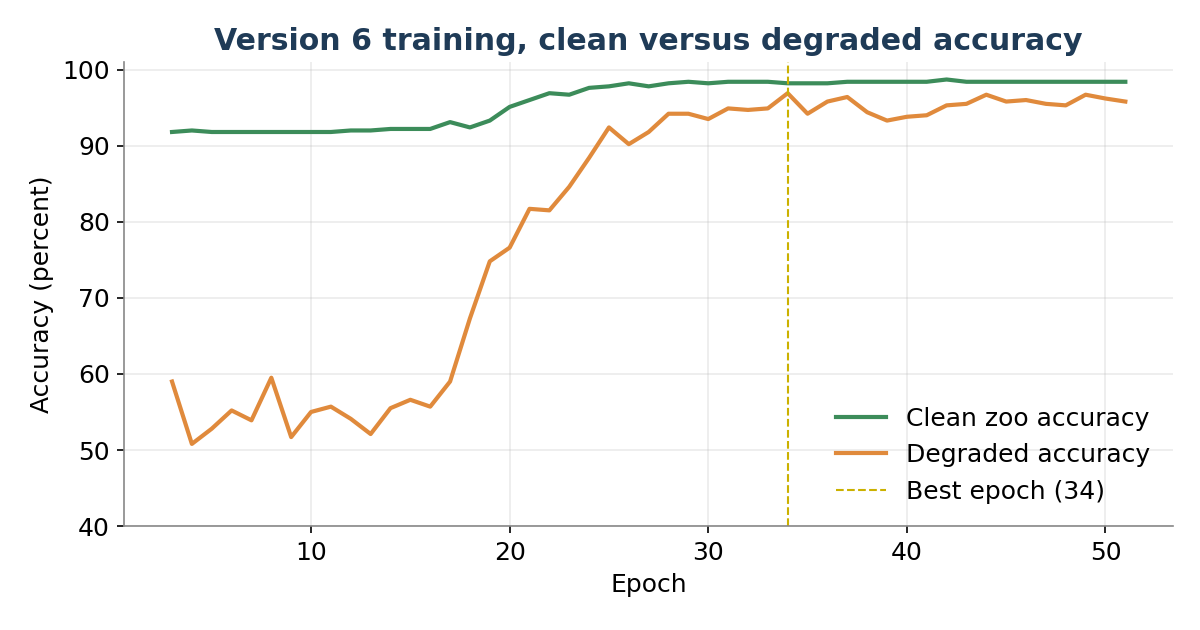 Version 6 training, clean versus degraded accuracy
Accuracy (percent)
100
90
80
70
60
50
40
Clean zoo accuracy
Degraded accuracy
Best epoch (34)
10 20 30 40 50
Epoch